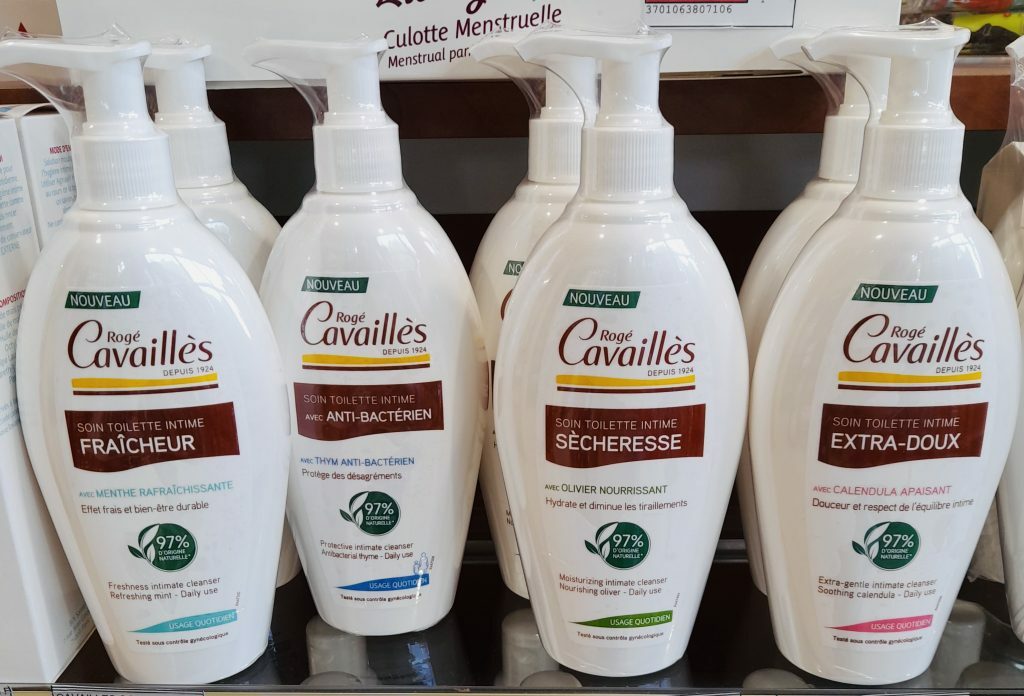 Culotte Menstruelle
Menstrual pan
3701063807106
NOUVEAU
Rogé
Cavaillès
DEPUIS 1924
SOIN TOILETTE INTIME
FRAÎCHEUR
AVEC MENTHE RAFRAÎCHISSANTE
Effet frais et bien-être durable
97%
D'ORIGINE
NATURELLE*
Freshness intimate cleanser
Refreshing mint - Daily use
USAGE QUOTIDIEN
Testé sous contrôle gynécologique
NOUVEAU
Rogé
Cavaillès
DEPUIS 1924
SOIN TOILETTE INTIME
AVEC ANTI-BACTÉRIEN
AVEC THYM ANTI-BACTÉRIEN
Protège des désagréments
97%
D'ORIGINE
NATURELLE*
Protective intimate cleanser
Antibacterial thyme - Daily use
USAGE QUOTIDIEN
Testé sous contrôle gynécologique
NOUVEAU
Rogé
Cavaillès
DEPUIS 1924
SOIN TOILETTE INTIME
SÈCHERESSE
AVEC OLIVIER NOURRISSANT
Hydrate et diminue les tiraillements
97%
D'ORIGINE
NATURELLE*
Moisturizing intimate cleanser
Nourishing oliver - Daily use
USAGE QUOTIDIEN
Testé sous contrôle gynécologique
NOUVEAU
Rogé
Cavaillès
DEPUIS 1924
SOIN TOILETTE INTIME
EXTRA-DOUX
AVEC CALENDULA APAISANT
Douceur et respect de l'équilibre intime
97%
D'ORIGINE
NATURELLE*
Extra-gentle intimate cleanser
Soothing calendula - Daily use
USAGE QUOTIDIEN
Testé sous contrôle gynécologique